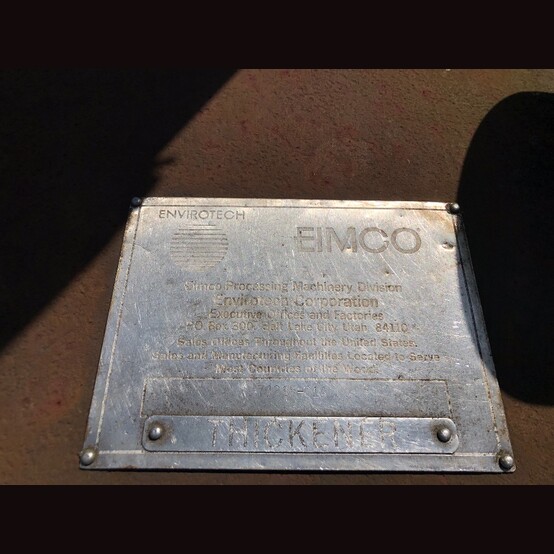 ENVIROTECH
EIMCO
Eimco Processing Machinery Division
Envirotech Corporation
Executive Offices and Factories
P.O. Box 300, Salt Lake City, Utah, 84110
Sales Offices Throughout the United States.
Sales and Manufacturing Facilities Located to Serve
Most Countries of the World.
THICKENER